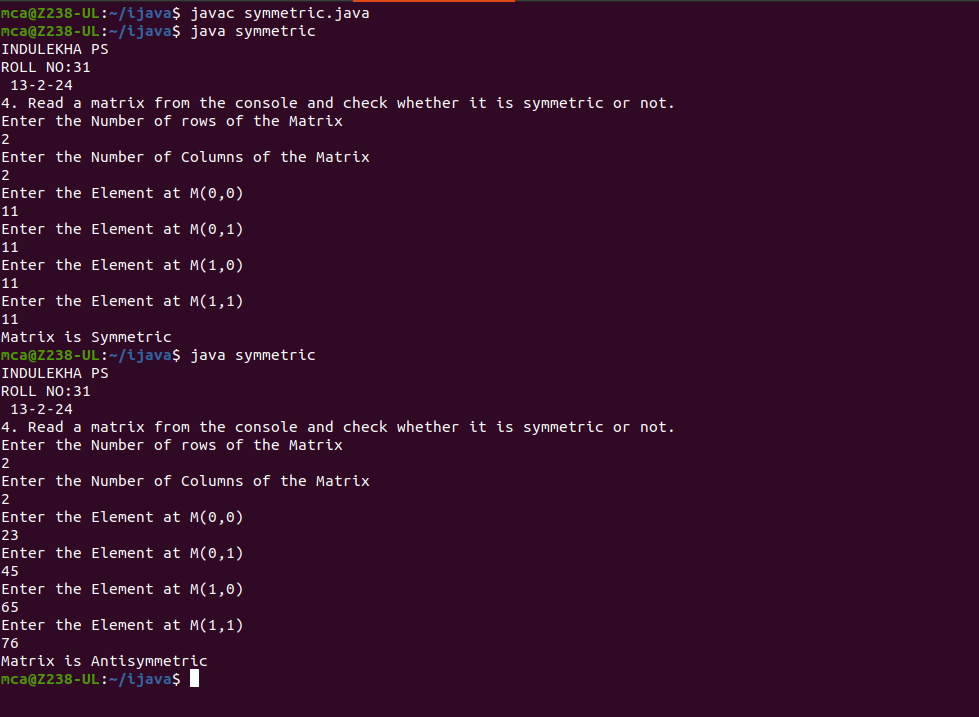 mca@Z238-UL:~/ijava$ javac symmetric.java
mca@Z238-UL:~/ijava$ java symmetric
INDULEKHA PS
ROLL NO:31
 13-2-24
4. Read a matrix from the console and check whether it is symmetric or not.
Enter the Number of rows of the Matrix
2
Enter the Number of Columns of the Matrix
2
Enter the Element at M(0,0)
11
Enter the Element at M(0,1)
11
Enter the Element at M(1,0)
11
Enter the Element at M(1,1)
11
Matrix is Symmetric
mca@Z238-UL:~/ijava$ java symmetric
INDULEKHA PS
ROLL NO:31
 13-2-24
4. Read a matrix from the console and check whether it is symmetric or not.
Enter the Number of rows of the Matrix
2
Enter the Number of Columns of the Matrix
2
Enter the Element at M(0,0)
23
Enter the Element at M(0,1)
45
Enter the Element at M(1,0)
65
Enter the Element at M(1,1)
76
Matrix is Antisymmetric
mca@Z238-UL:~/ijava$